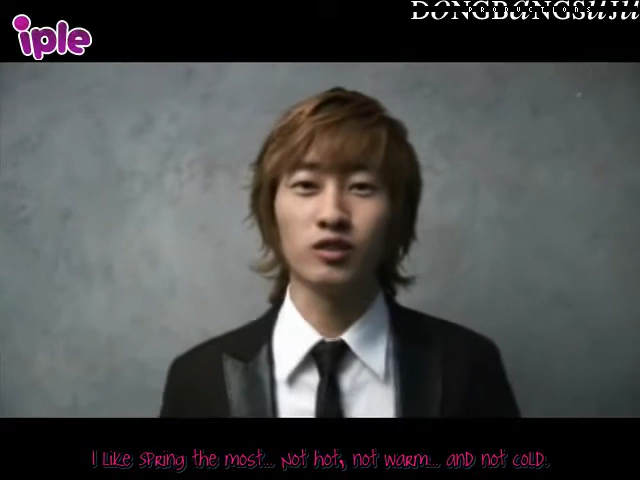 iple
DONGBANGSUJU
PRODUCTIONS
I like spring the most... Not hot, not warm... and not cold.